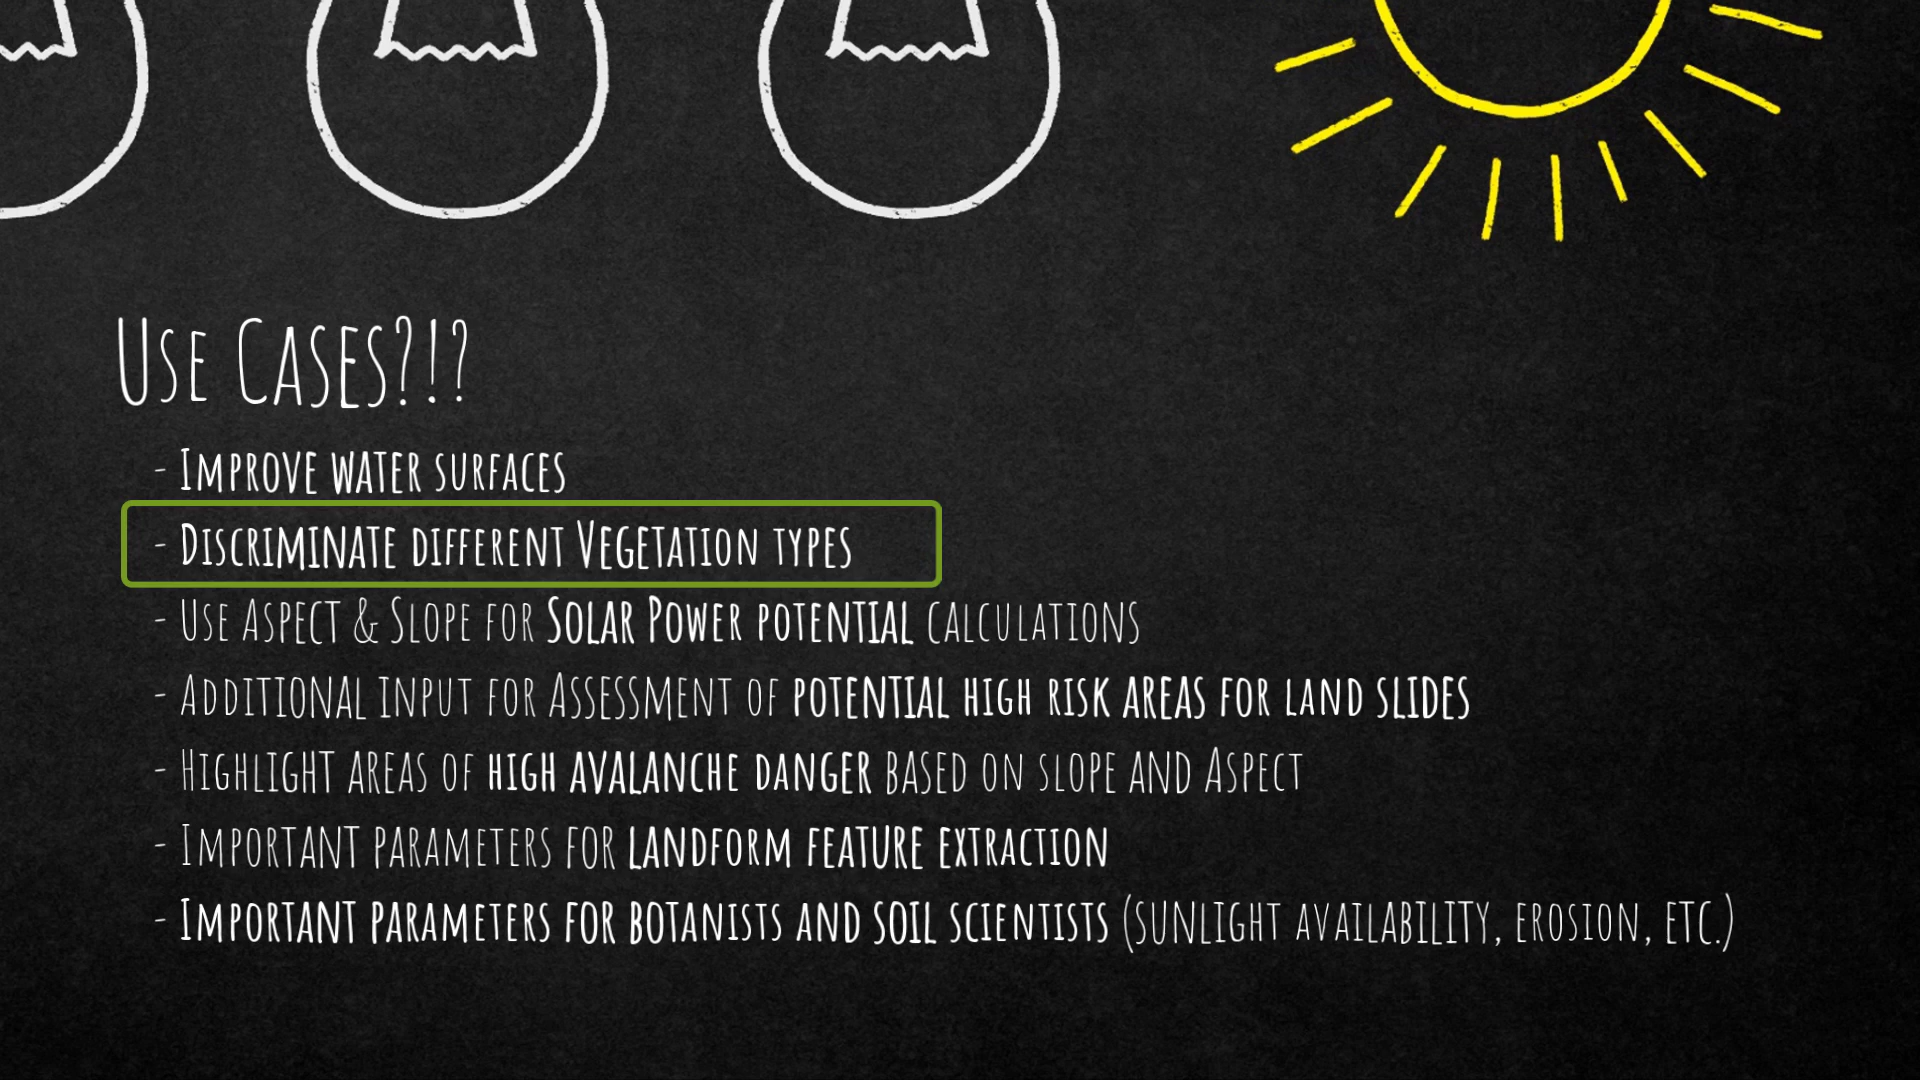 Use Cases?!?
- Improve water surfaces
- Discriminate different Vegetation types
- Use Aspect & Slope for Solar Power potential calculations
- Additional input for Assessment of potential high risk areas for land slides
- Highlight areas of high avalanche danger based on slope and Aspect
- Important parameters for landform feature extraction
- Important parameters for botanists and soil scientists (sunlight availability, erosion, etc.)